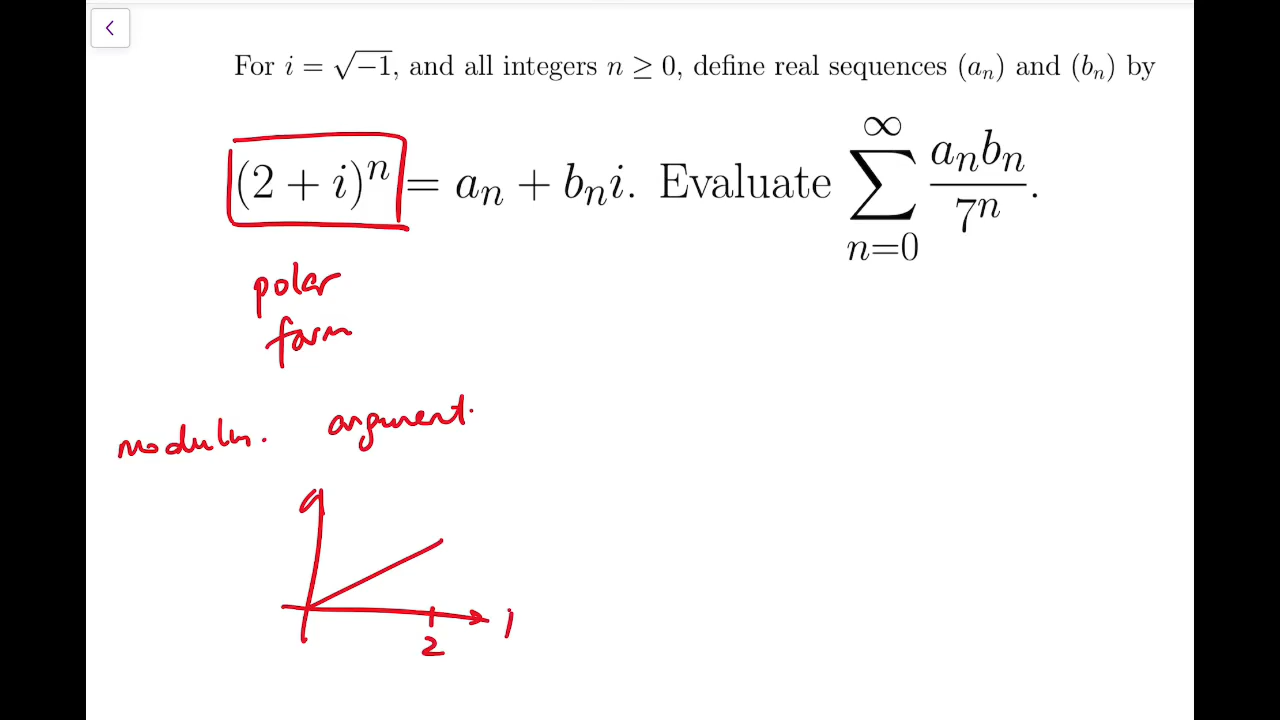 For i = √−1, and all integers n ≥ 0, define real sequences (aₙ) and (bₙ) by
(2 + i)ⁿ = aₙ + bₙi. Evaluate ∑_{n=0}^{∞} aₙbₙ/7ⁿ.
polar
form
modulus. argument.
2